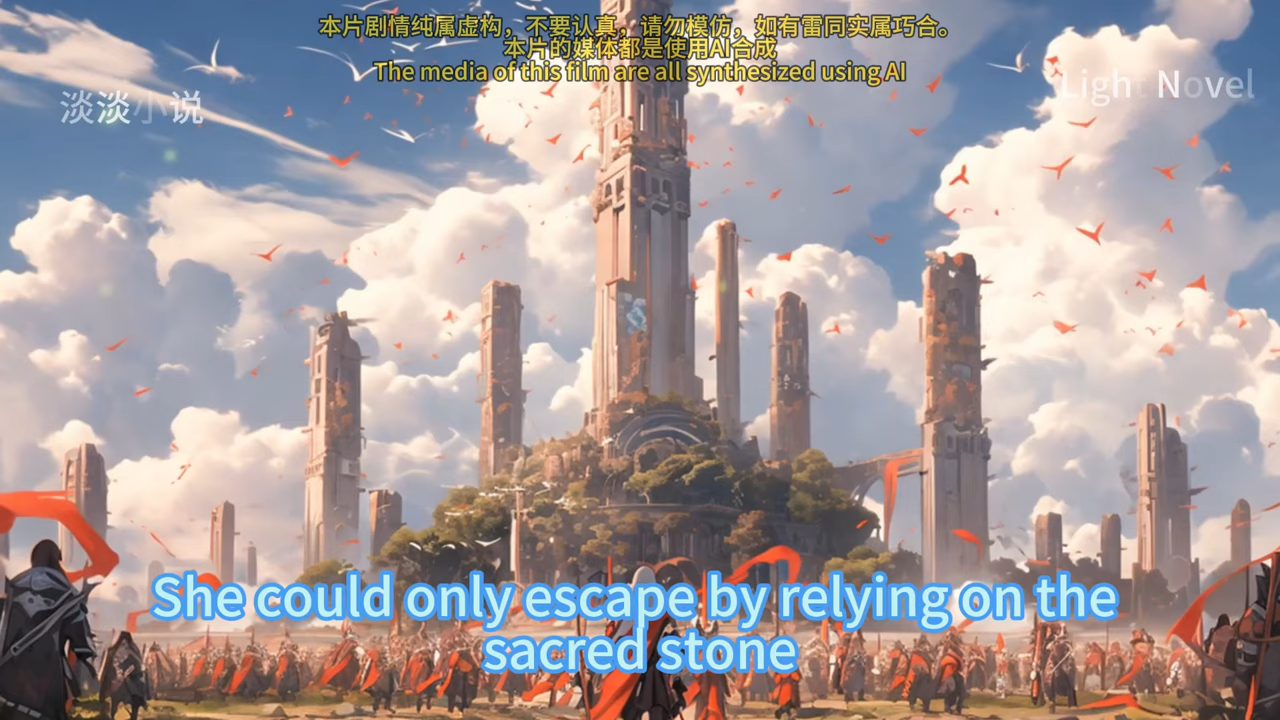 本片剧情纯属虚构，不要认真，请勿模仿，如有雷同实属巧合。
本片的媒体都是使用AI合成
The media of this film are all synthesized using AI
淡淡小说
Light Novel
She could only escape by relying on the
sacred stone